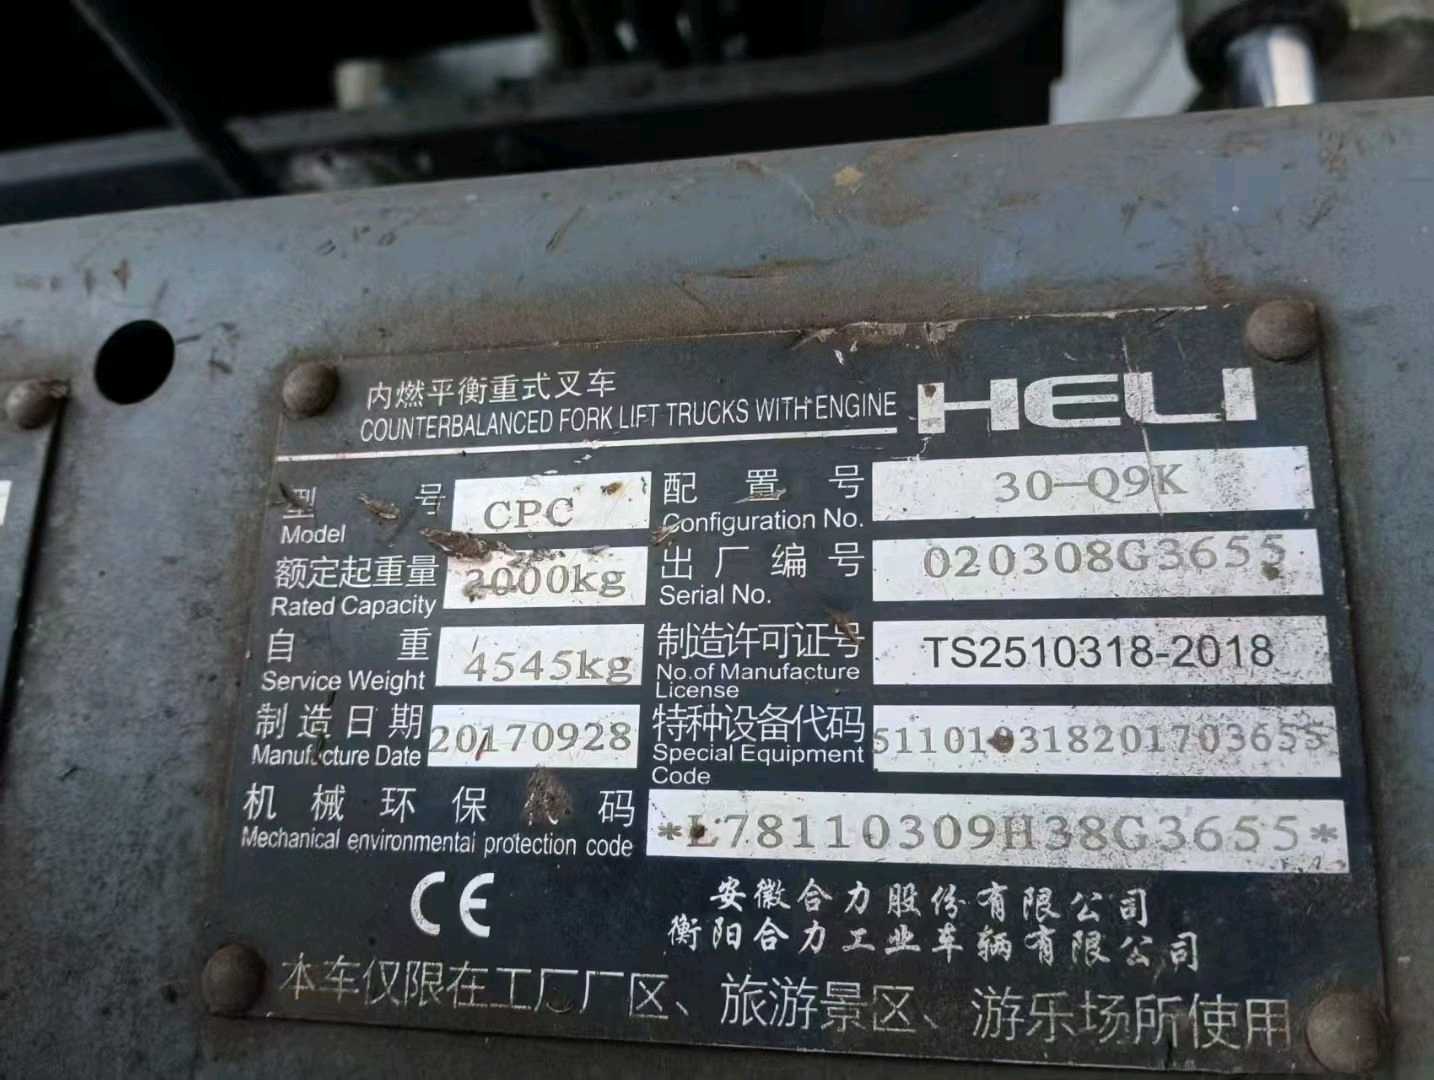 内燃平衡重式叉车
COUNTERBALANCED FORK LIFT TRUCKS WITH ENGINE
HELI
型号 CPC 配置号 30-Q9K
Model Configuration No.
额定起重量 3000kg 出厂编号 020308G3655
Rated Capacity Serial No.
自重 4545kg 制造许可证号 TS2510318-2018
Service Weight No.of Manufacture License
制造日期 20170928 特种设备代码 511010318201703655
Manufacture Date Special Equipment Code
机械环保代码 *L78110309H38G3655*
Mechanical environmental protection code
CE
安徽合力股份有限公司
衡阳合力工业车辆有限公司
本车仅限在工厂厂区、旅游景区、游乐场所使用